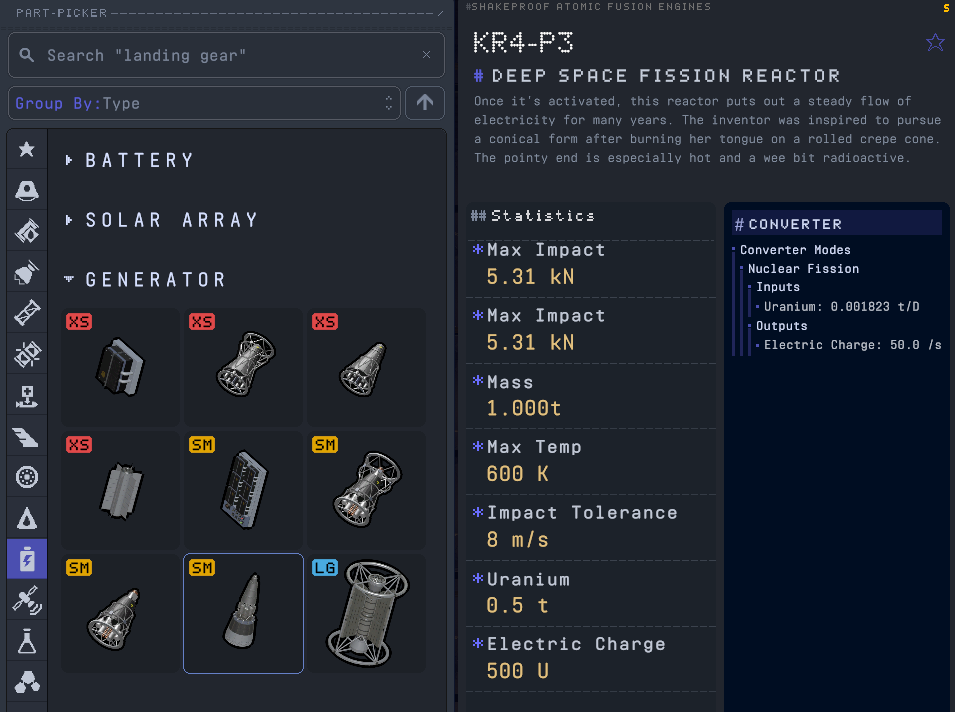 PART-PICKER
Search "landing gear"
Group By:Type
BATTERY
SOLAR ARRAY
GENERATOR
XS
XS
XS
XS
SM
SM
SM
SM
LG
#SHAKEPROOF ATOMIC FUSION ENGINES
S
KR4-P3
# DEEP SPACE FISSION REACTOR
Once it's activated, this reactor puts out a steady flow of
electricity for many years. The inventor was inspired to pursue
a conical form after burning her tongue on a rolled crepe cone.
The pointy end is especially hot and a wee bit radioactive.
## Statistics
*Max Impact
5.31 kN
*Max Impact
5.31 kN
*Mass
1.000t
*Max Temp
600 K
*Impact Tolerance
8 m/s
*Uranium
0.5 t
*Electric Charge
500 U
# CONVERTER
Converter Modes
Nuclear Fission
Inputs
Uranium: 0.001823 t/D
Outputs
Electric Charge: 50.0 /s